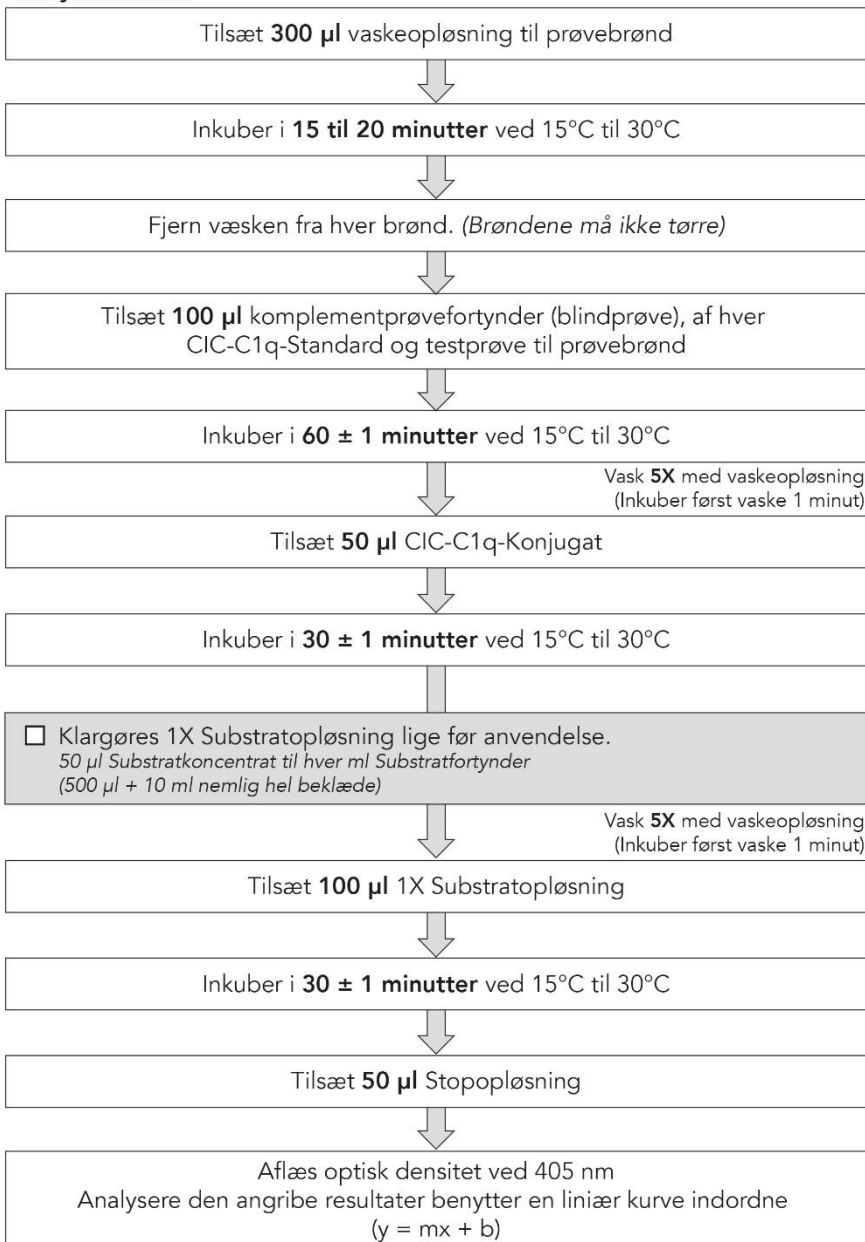 Tilsæt 300 µl vaskeopløsning til prøvebrønd
Inkuber i 15 til 20 minutter ved 15°C til 30°C
Fjern væsken fra hver brønd. (Brøndene må ikke tørre)
Tilsæt 100 µl komplementprøvefortynder (blindprøve), af hver
CIC-C1q-Standard og testprøve til prøvebrønd
Inkuber i 60 ± 1 minutter ved 15°C til 30°C
Vask 5X med vaskeopløsning
(Inkuber først vaske 1 minut)
Tilsæt 50 µl CIC-C1q-Konjugat
Inkuber i 30 ± 1 minutter ved 15°C til 30°C
☐ Klargøres 1X Substratopløsning lige før anvendelse.
50 µl Substratkoncentrat til hver ml Substratfortynder
(500 µl + 10 ml nemlig hel beklæde)
Vask 5X med vaskeopløsning
(Inkuber først vaske 1 minut)
Tilsæt 100 µl 1X Substratopløsning
Inkuber i 30 ± 1 minutter ved 15°C til 30°C
Tilsæt 50 µl Stopopløsning
Aflæs optisk densitet ved 405 nm
Analysere den angribe resultater benytter en liniær kurve indordne
(y = mx + b)